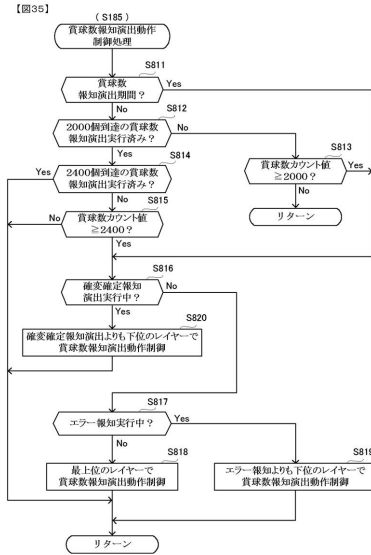 【図35】
(S185)
賞球数報知演出動作
制御処理
S811
賞球数
報知演出期間？
Yes
No
S812
2000個到達の賞球数
報知演出実行済み？
No
Yes
S813
賞球数カウント値
≧2000？
Yes
No
リターン
S814
Yes
2400個到達の賞球数
報知演出実行済み？
No
S815
No
賞球数カウント値
≧2400？
Yes
S816
確変確定報知
演出実行中？
No
Yes
S820
確変確定報知演出よりも下位のレイヤーで
賞球数報知演出動作制御
S817
エラー報知実行中？
Yes
No
S818
最上位のレイヤーで
賞球数報知演出動作制御
S819
エラー報知よりも下位のレイヤーで
賞球数報知演出動作制御
リターン